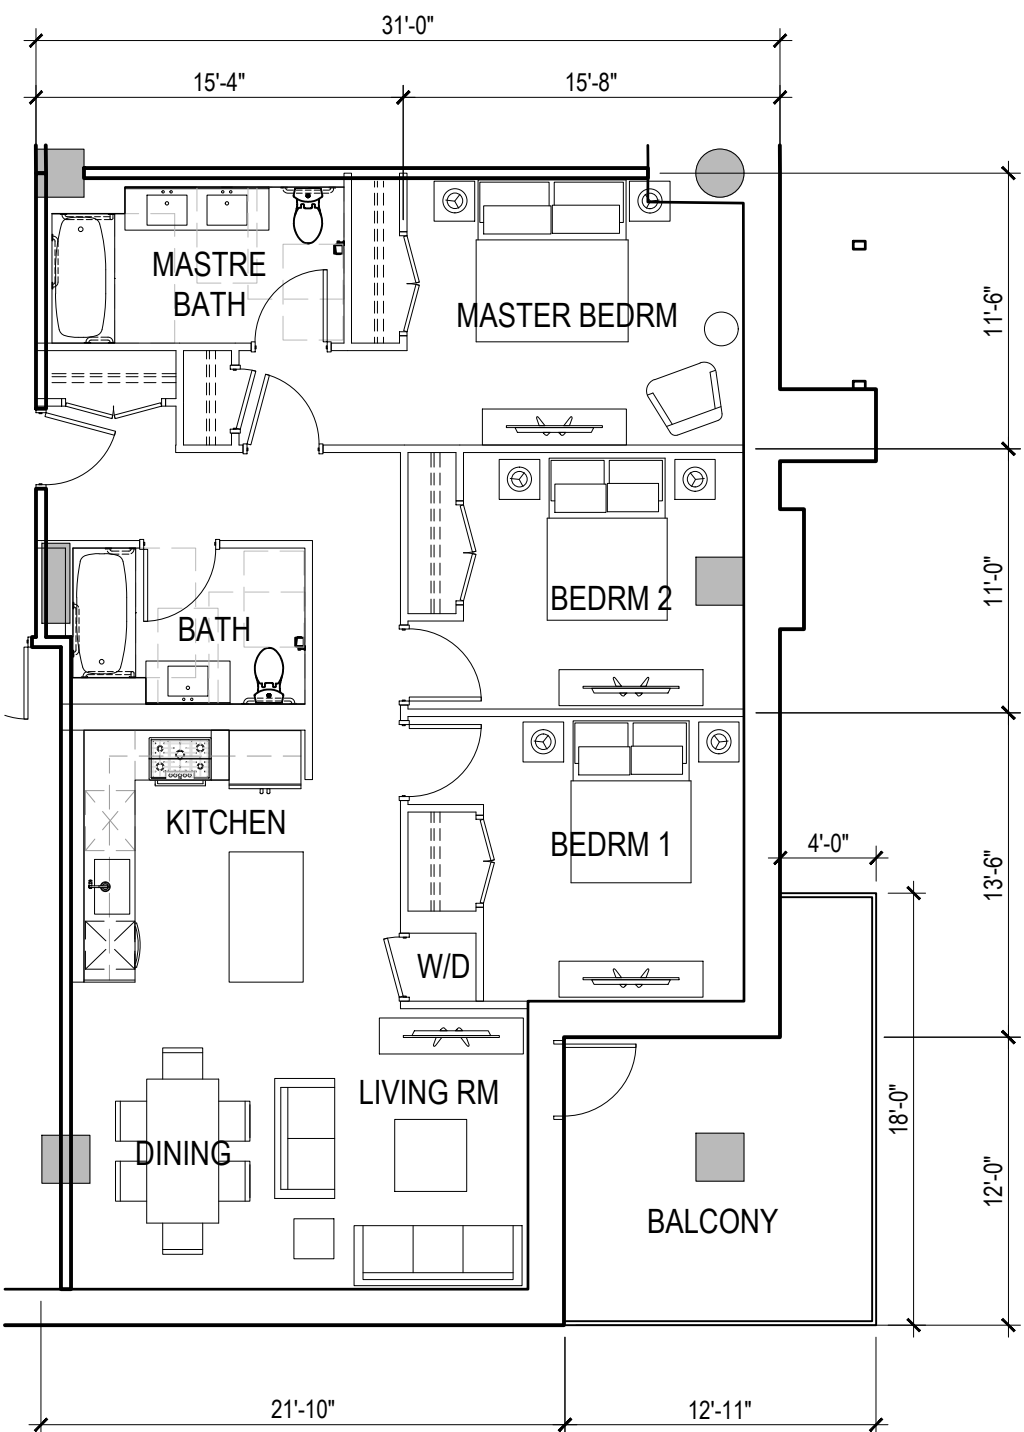 31'-0"
15'-4"
15'-8"
MASTRE
BATH
MASTER BEDRM
11'-6"
BATH
BEDRM 2
11'-0"
KITCHEN
BEDRM 1
4'-0"
13'-6"
W/D
LIVING RM
DINING
18'-0"
12'-0"
BALCONY
21'-10"
12'-11"